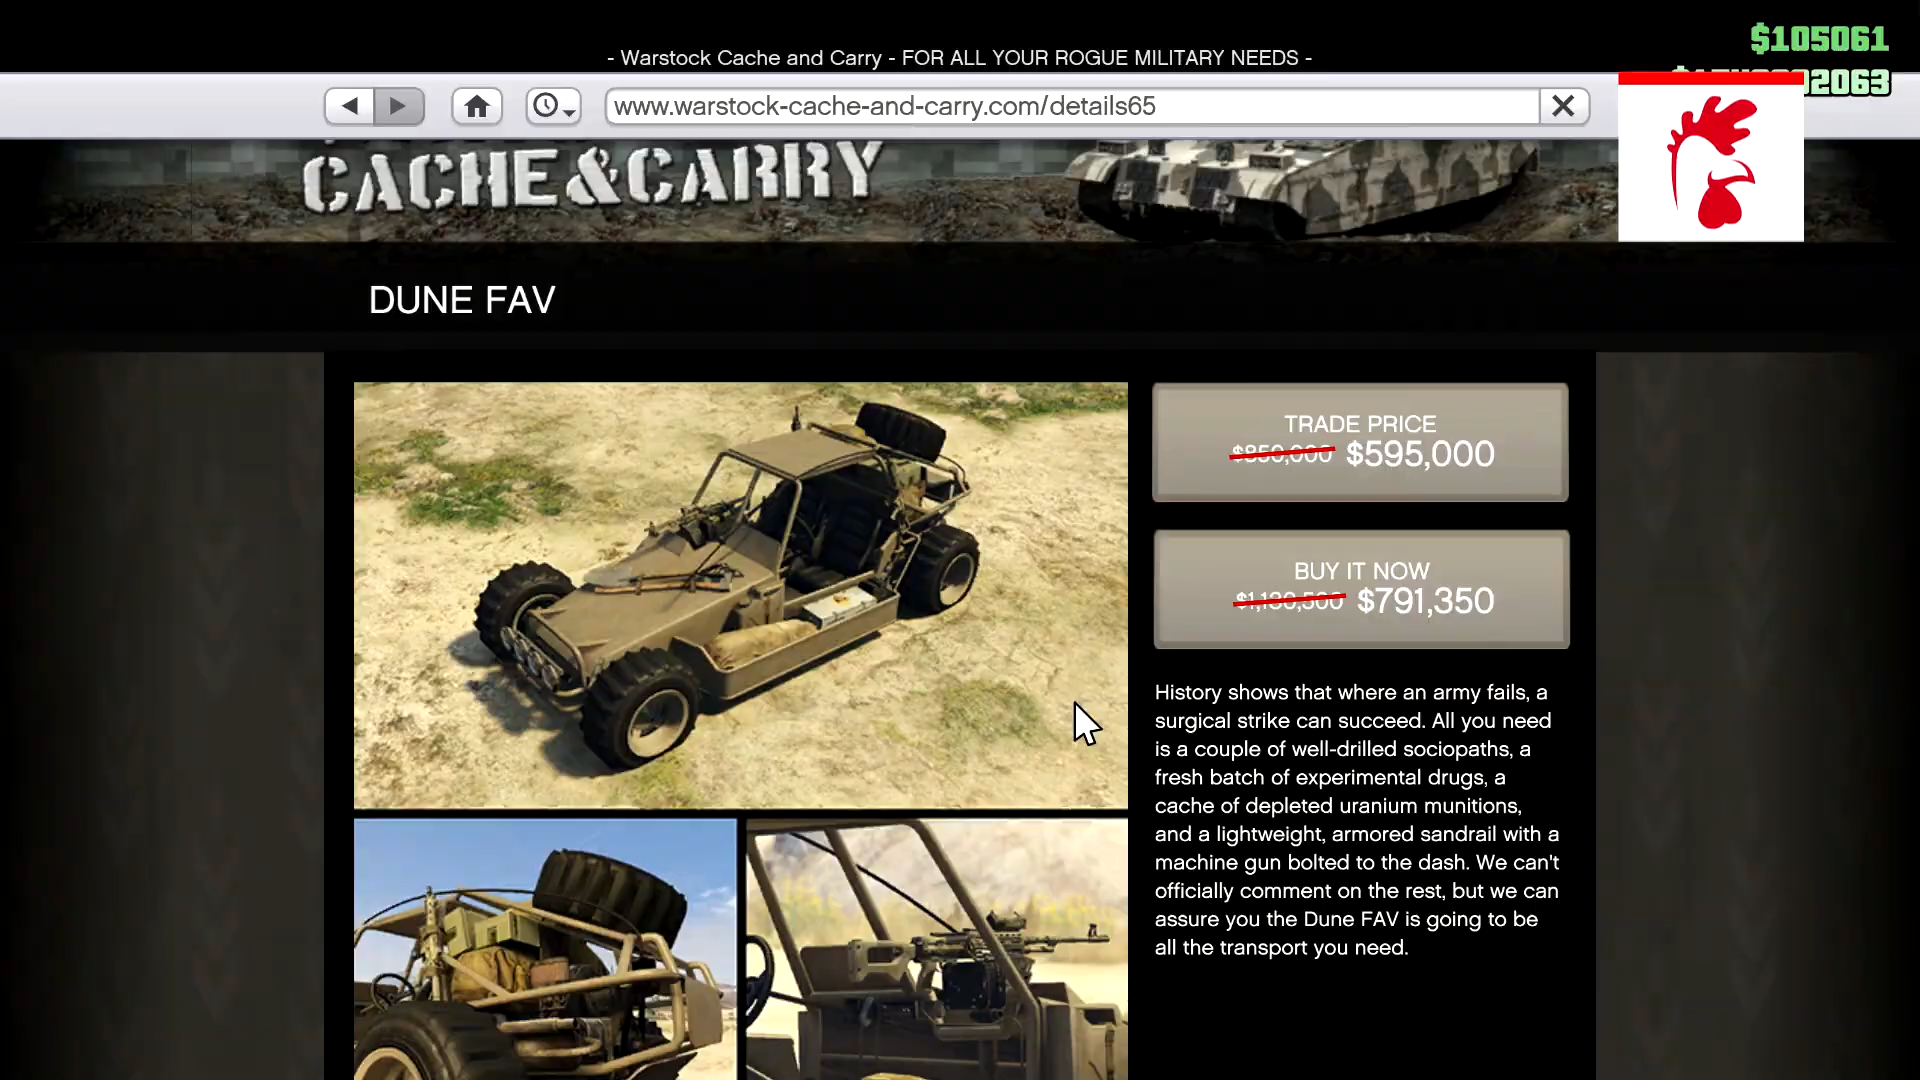 $105061
- Warstock Cache and Carry - FOR ALL YOUR ROGUE MILITARY NEEDS -
www.warstock-cache-and-carry.com/details65
CACHE&CARRY
DUNE FAV
TRADE PRICE
$850,000 $595,000
BUY IT NOW
$1,130,500 $791,350
History shows that where an army fails, a
surgical strike can succeed. All you need
is a couple of well-drilled sociopaths, a
fresh batch of experimental drugs, a
cache of depleted uranium munitions,
and a lightweight, armored sandrail with a
machine gun bolted to the dash. We can't
officially comment on the rest, but we can
assure you the Dune FAV is going to be
all the transport you need.